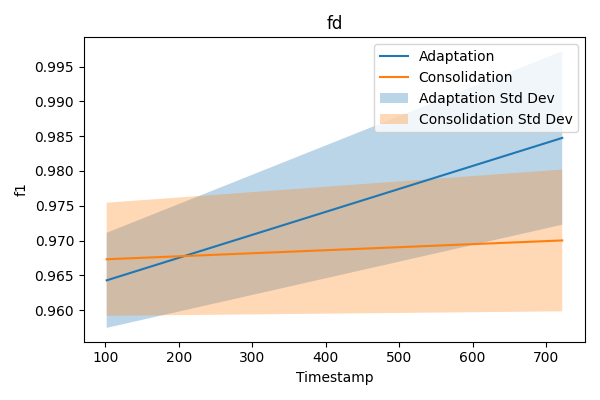 fd
f1
0.995
0.990
0.985
0.980
0.975
0.970
0.965
0.960
Adaptation
Consolidation
Adaptation Std Dev
Consolidation Std Dev
100 200 300 400 500 600 700
Timestamp